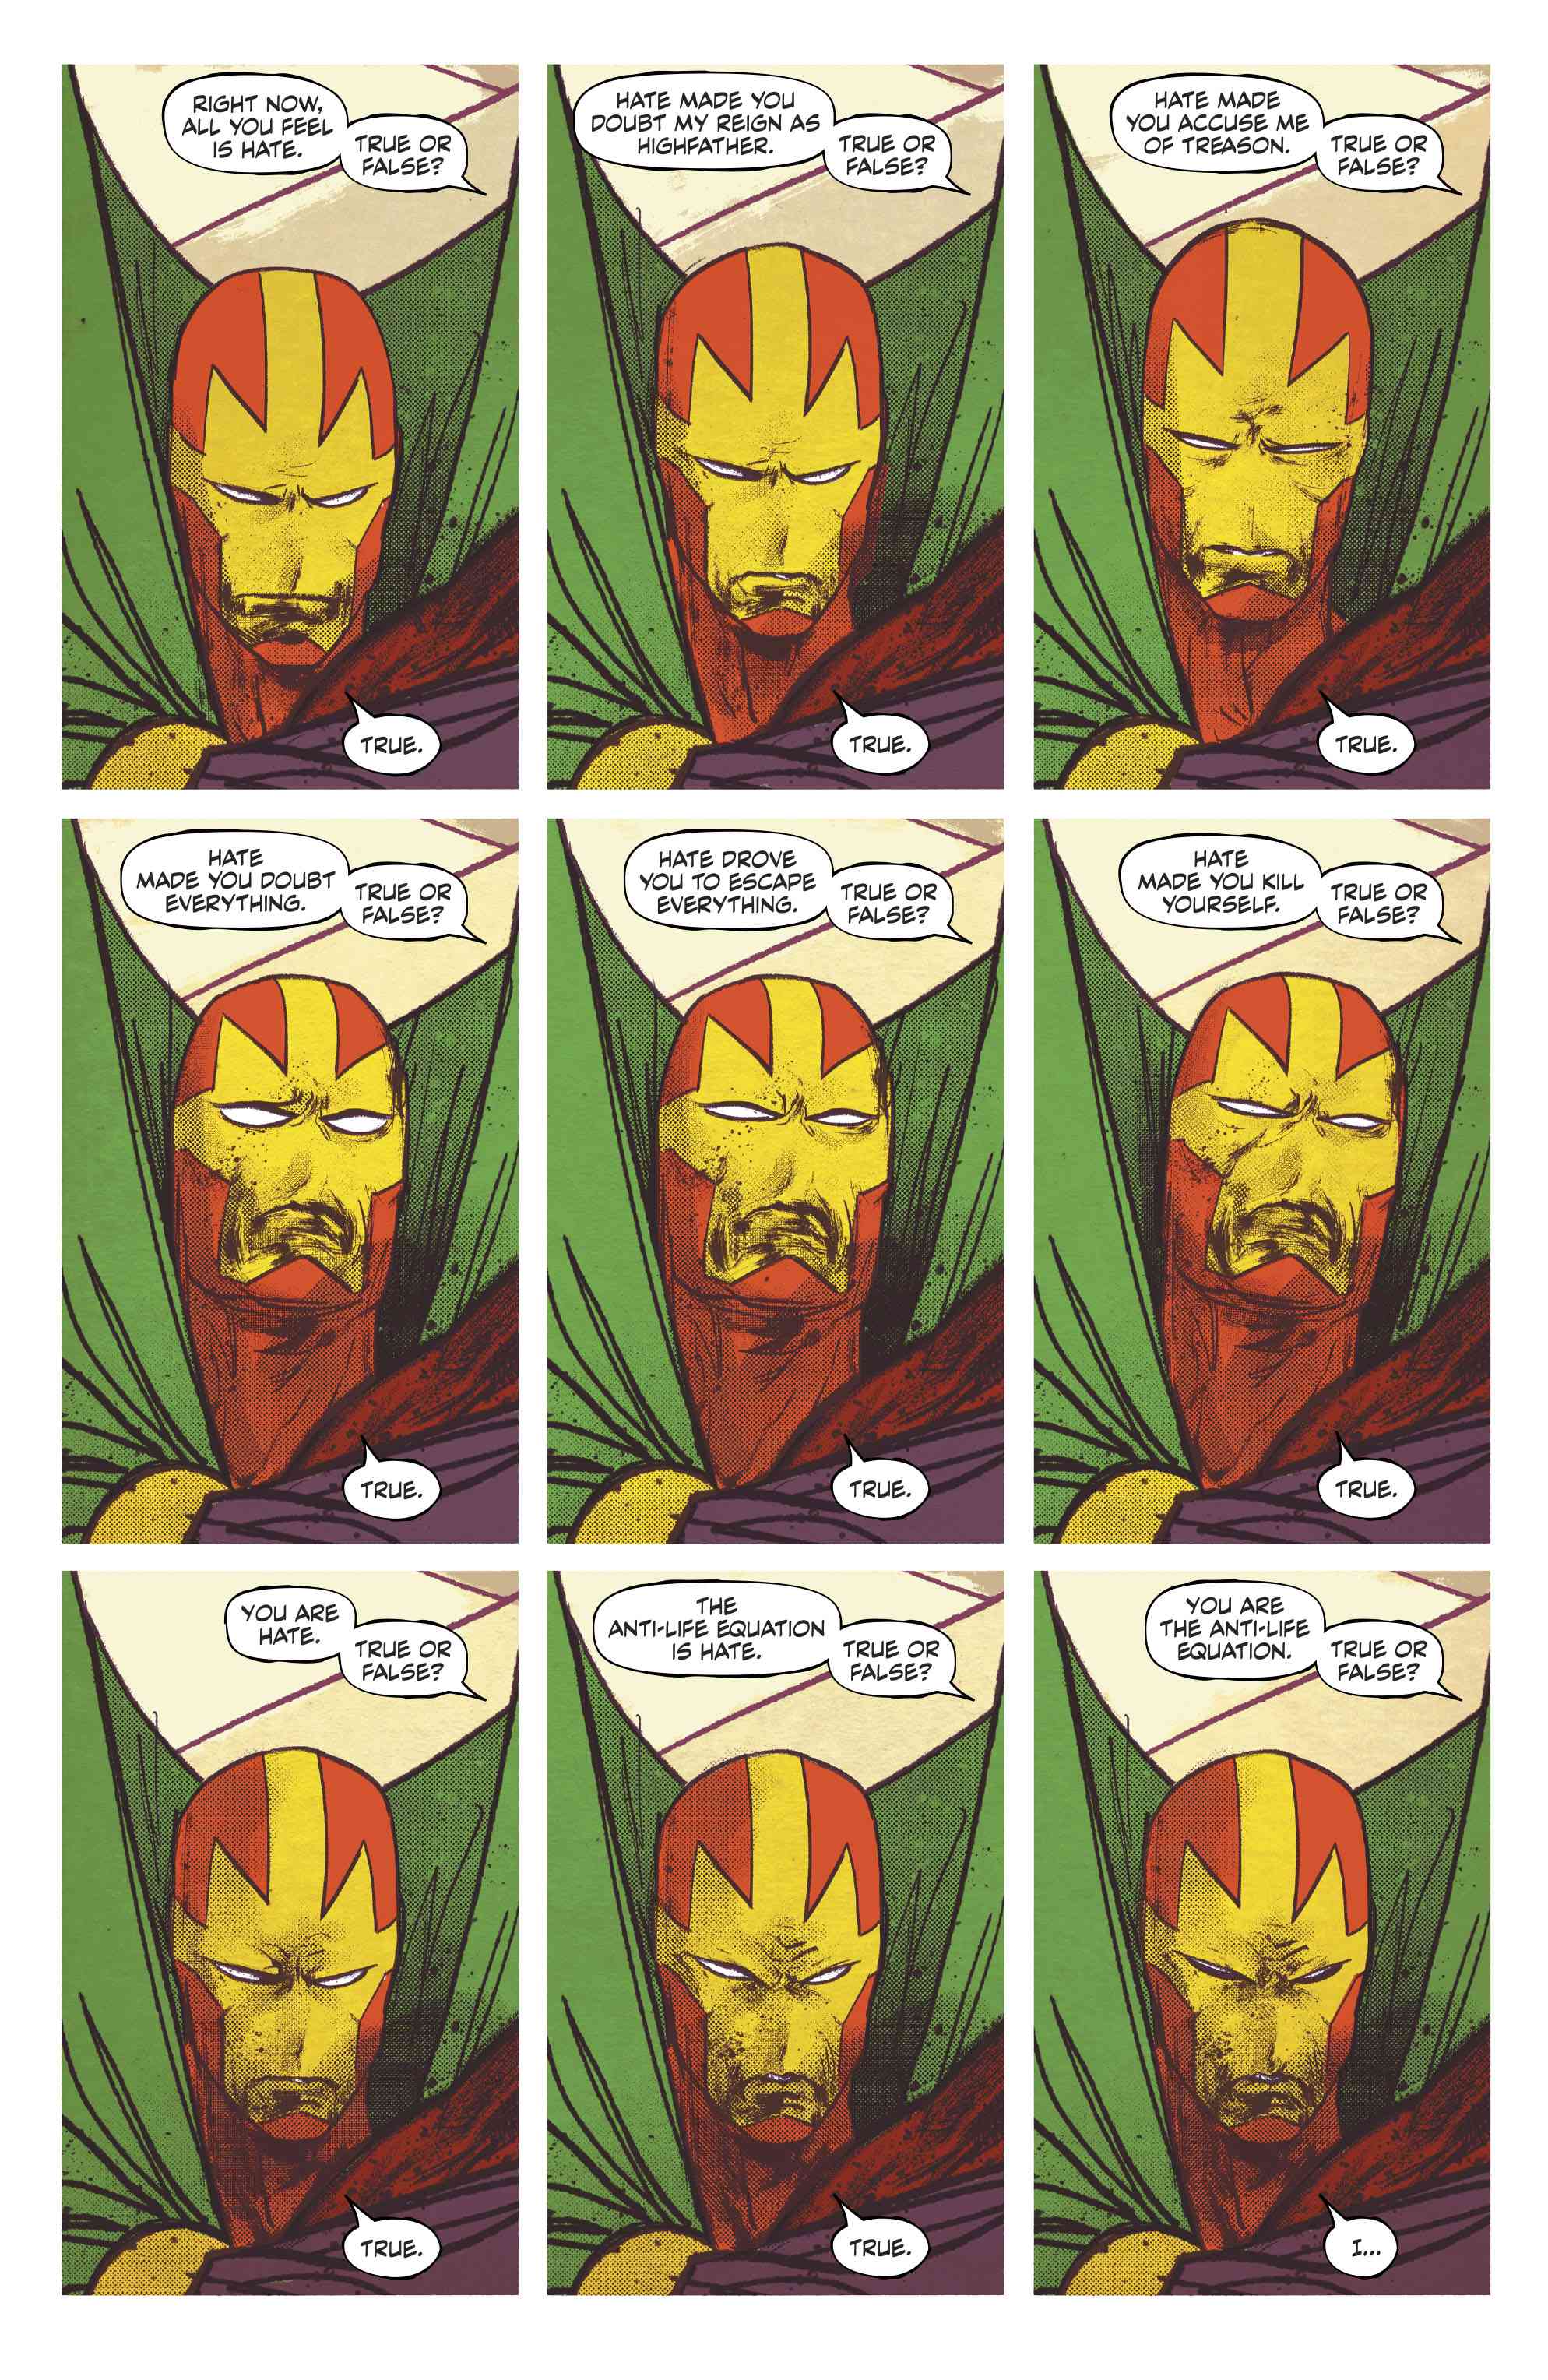 RIGHT NOW,
ALL YOU FEEL
IS HATE.
TRUE OR
FALSE?
TRUE.
HATE MADE YOU
DOUBT MY REIGN AS
HIGHFATHER.
TRUE OR
FALSE?
TRUE.
HATE MADE
YOU ACCUSE ME
OF TREASON.
TRUE OR
FALSE?
TRUE.
HATE
MADE YOU DOUBT
EVERYTHING.
TRUE OR
FALSE?
TRUE.
HATE DROVE
YOU TO ESCAPE
EVERYTHING.
TRUE OR
FALSE?
TRUE.
HATE
MADE YOU KILL
YOURSELF.
TRUE OR
FALSE?
TRUE.
YOU ARE
HATE.
TRUE OR
FALSE?
TRUE.
THE
ANTI-LIFE EQUATION
IS HATE.
TRUE OR
FALSE?
TRUE.
YOU ARE
THE ANTI-LIFE
EQUATION.
TRUE OR
FALSE?
I...